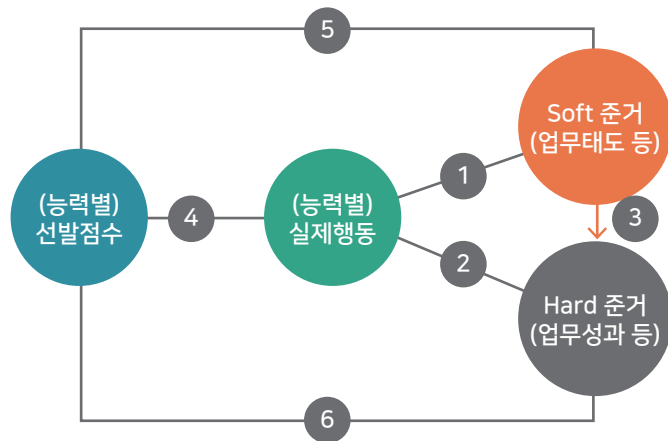 5
Soft 준거
(업무태도 등)
1
(능력별)
선발점수
4
(능력별)
실제행동
3
2
Hard 준거
(업무성과 등)
6